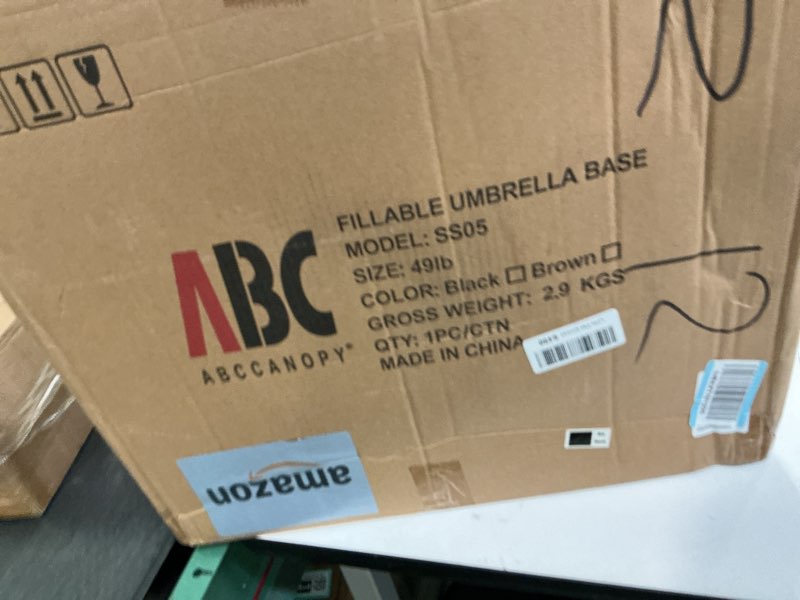 FILLABLE UMBRELLA BASE
MODEL: SS05
SIZE: 49lb
COLOR: Black □ Brown □
GROSS WEIGHT: 2.9 KGS
QTY: 1PC/CTN
MADE IN CHINA
ABC
ABCCANOPY®
amazon